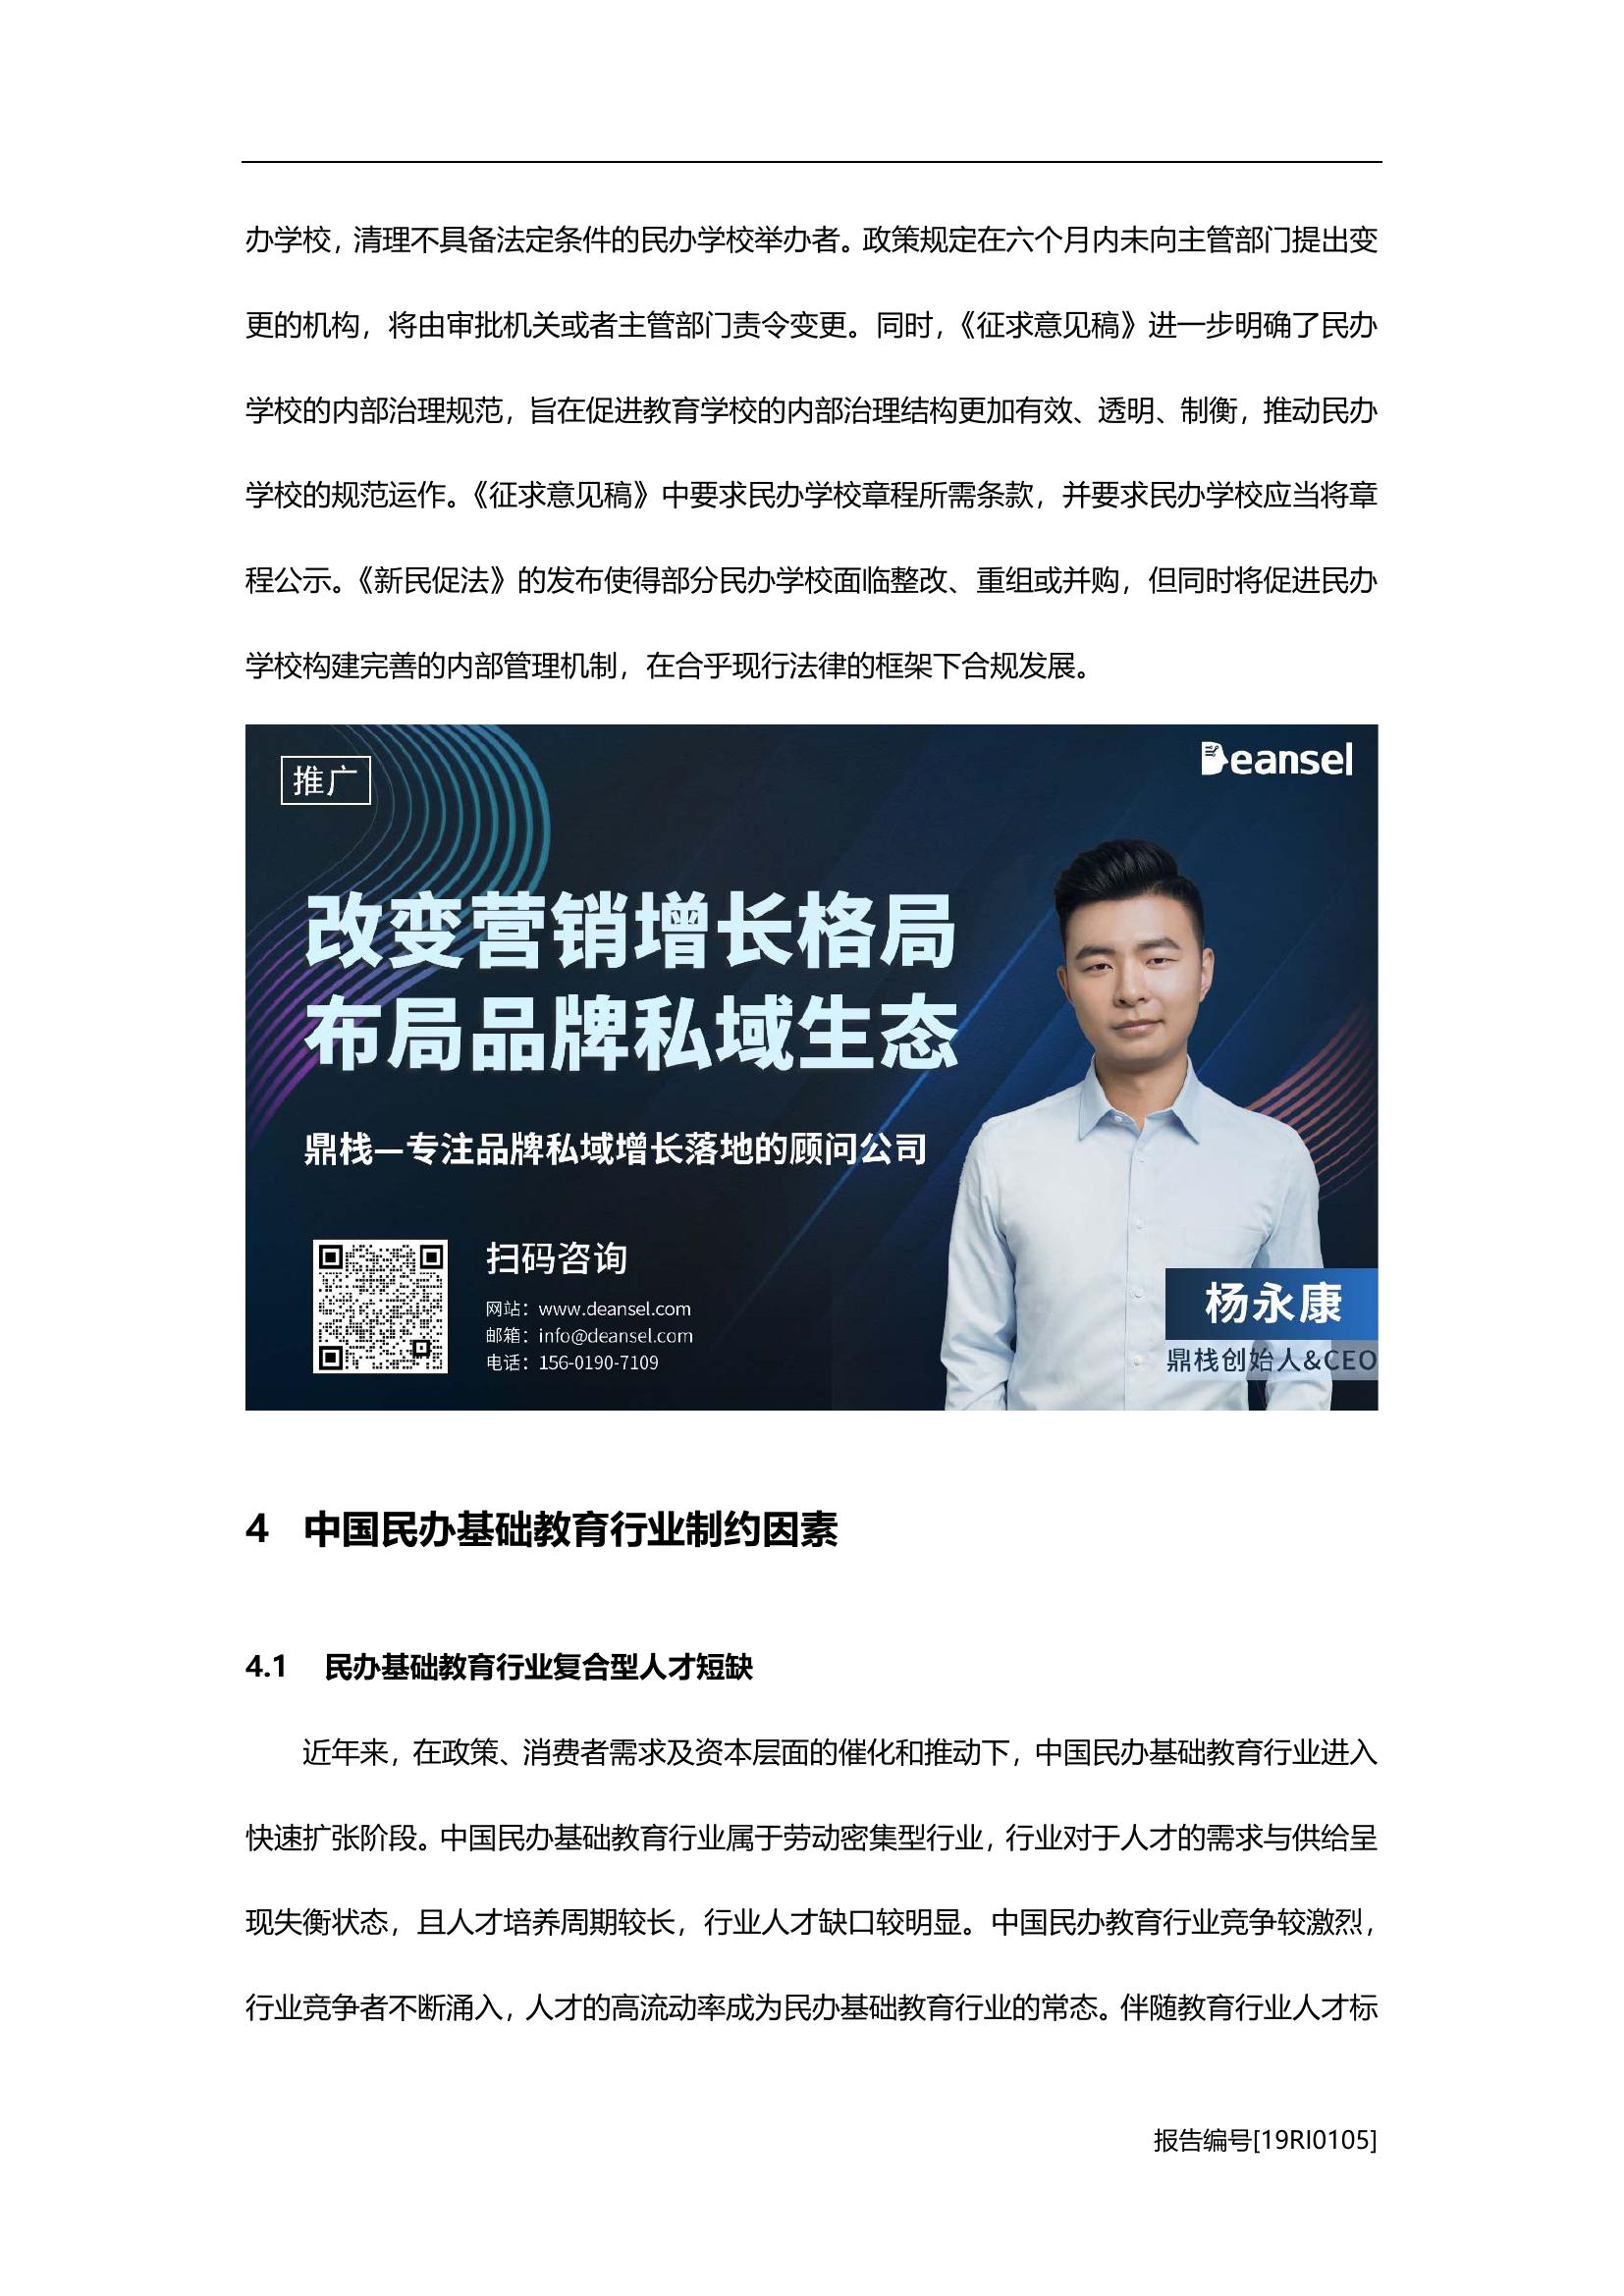 办学校，清理不具备法定条件的民办学校举办者。政策规定在六个月内未向主管部门提出变
更的机构，将由审批机关或者主管部门责令变更。同时，《征求意见稿》进一步明确了民办
学校的内部治理规范，旨在促进教育学校的内部治理结构更加有效、透明、制衡，推动民办
学校的规范运作。《征求意见稿》中要求民办学校章程所需条款，并要求民办学校应当将章
程公示。《新民促法》的发布使得部分民办学校面临整改、重组或并购，但同时将促进民办
学校构建完善的内部管理机制，在合乎现行法律的框架下合规发展。
推广
Deansel
改变营销增长格局
布局品牌私域生态
鼎栈—专注品牌私域增长落地的顾问公司
扫码咨询
网站：www.deansel.com
邮箱：info@deansel.com
电话：156-0190-7109
杨永康
鼎栈创始人&CEO
4 中国民办基础教育行业制约因素
4.1 民办基础教育行业复合型人才短缺
近年来，在政策、消费者需求及资本层面的催化和推动下，中国民办基础教育行业进入
快速扩张阶段。中国民办基础教育行业属于劳动密集型行业，行业对于人才的需求与供给呈
现失衡状态，且人才培养周期较长，行业人才缺口较明显。中国民办教育行业竞争较激烈，
行业竞争者不断涌入，人才的高流动率成为民办基础教育行业的常态。伴随教育行业人才标
报告编号[19RI0105]